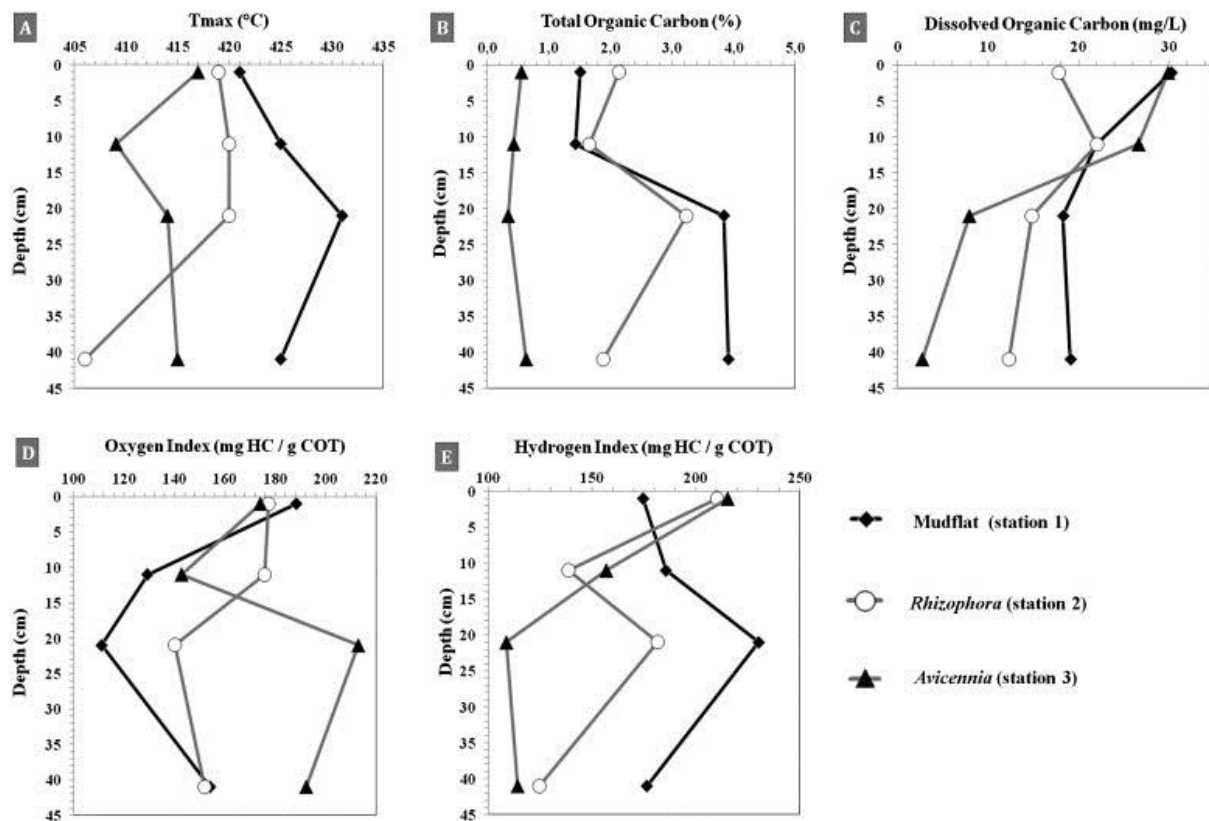 A
Tmax (°C)
405 410 415 420 425 430 435
0
5
10
15
20
25
30
35
40
45
Depth (cm)
B
Total Organic Carbon (%)
0,0 1,0 2,0 3,0 4,0 5,0
0
5
10
15
20
25
30
35
40
45
Depth (cm)
C
Dissolved Organic Carbon (mg/L)
0 10 20 30
0
5
10
15
20
25
30
35
40
45
Depth (cm)
D
Oxygen Index (mg HC / g COT)
100 120 140 160 180 200 220
0
5
10
15
20
25
30
35
40
45
Depth (cm)
E
Hydrogen Index (mg HC / g COT)
100 150 200 250
0
5
10
15
20
25
30
35
40
45
Depth (cm)
Mudflat (station 1)
Rhizophora (station 2)
Avicennia (station 3)